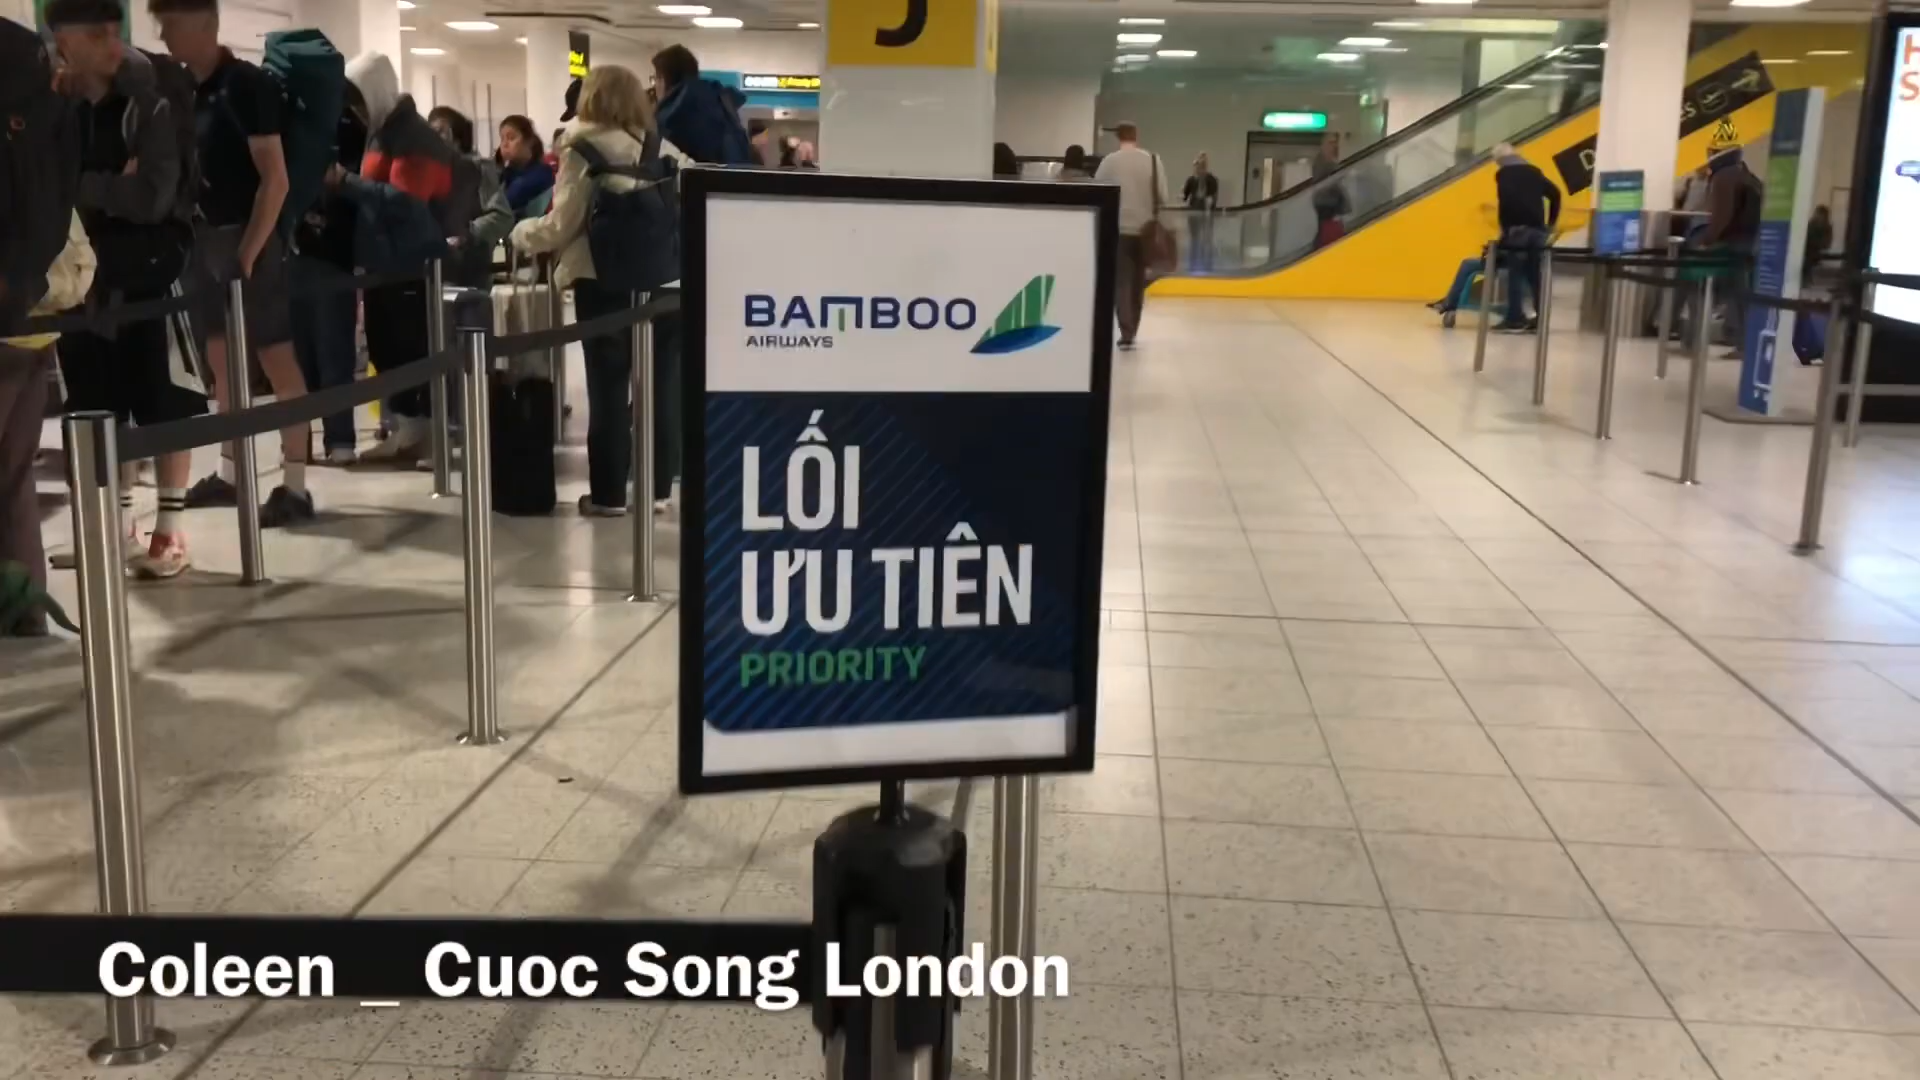 J
BAMBOO
AIRWAYS
LỐI
ƯU TIÊN
PRIORITY
Coleen _ Cuoc Song London